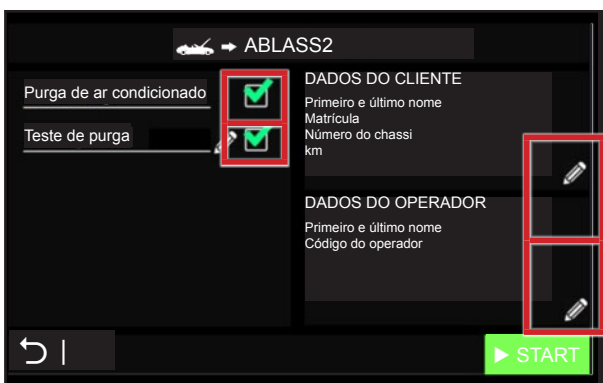 ABLASS2
Purga de ar condicionado
Teste de purga
DADOS DO CLIENTE
Primeiro e último nome
Matrícula
Número do chassi
km
DADOS DO OPERADOR
Primeiro e último nome
Código do operador
START